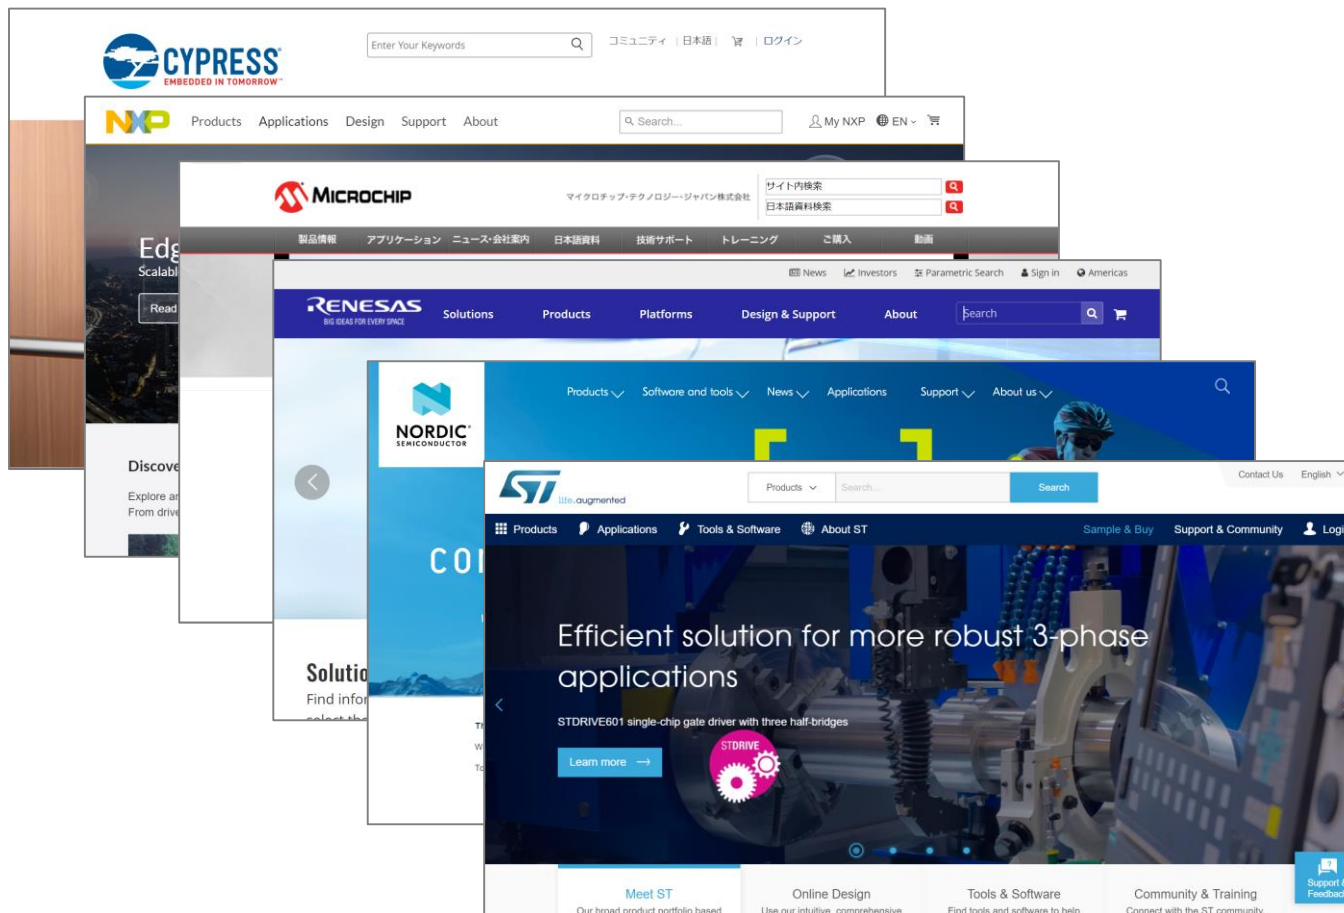 CYPRESS
EMBEDDED IN TOMORROW™
Enter Your Keywords
コミュニティ | 日本語 | | ログイン
NXP
Products Applications Design Support About
Search...
My NXP EN
Edg
Scalabl
Read
Discove
Explore ar
From drive
MICROCHIP
マイクロチップ・テクノロジー・ジャパン株式会社
サイト内検索
日本語資料検索
製品情報 アプリケーション ニュース・会社案内 日本語資料 技術サポート トレーニング ご購入 動画
News Investors Parametric Search Sign in Americas
RENESAS
BIG IDEAS FOR EVERY SPACE
Solutions Products Platforms Design & Support About
Search
Solutio
Find infor
select the
NORDIC®
SEMICONDUCTOR
Products Software and tools News Applications Support About us
COI
Th
W
To
ST
life.augmented
Products Search... Search
Contact Us English
Products Applications Tools & Software About ST Sample & Buy Support & Community Logi
Efficient solution for more robust 3-phase
applications
STDRIVE601 single-chip gate driver with three half-bridges
Learn more →
STDRIVE
Support &
Feedback
Meet ST Online Design Tools & Software Community & Training
Our broad product portfolio based Use our intuitive, comprehensive Find tools and software to help Connect with the ST community